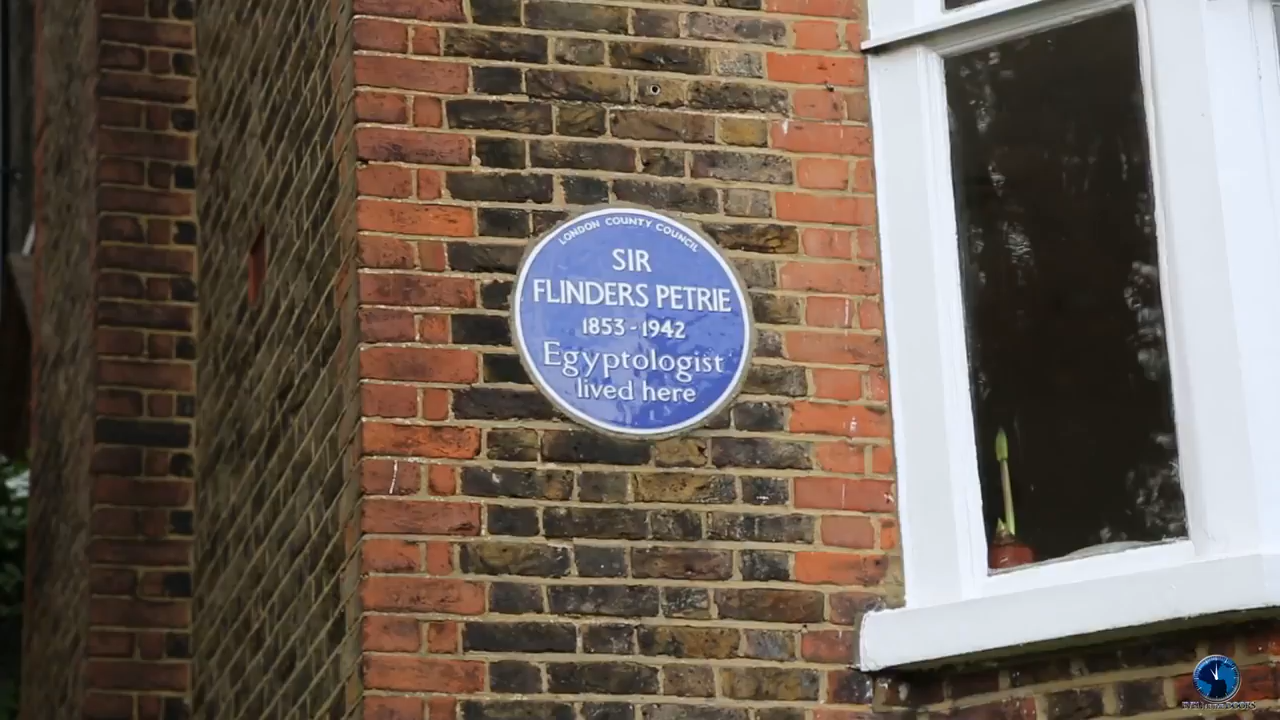 LONDON COUNTY COUNCIL
SIR
FLINDERS PETRIE
1853-1942
Egyptologist
lived here